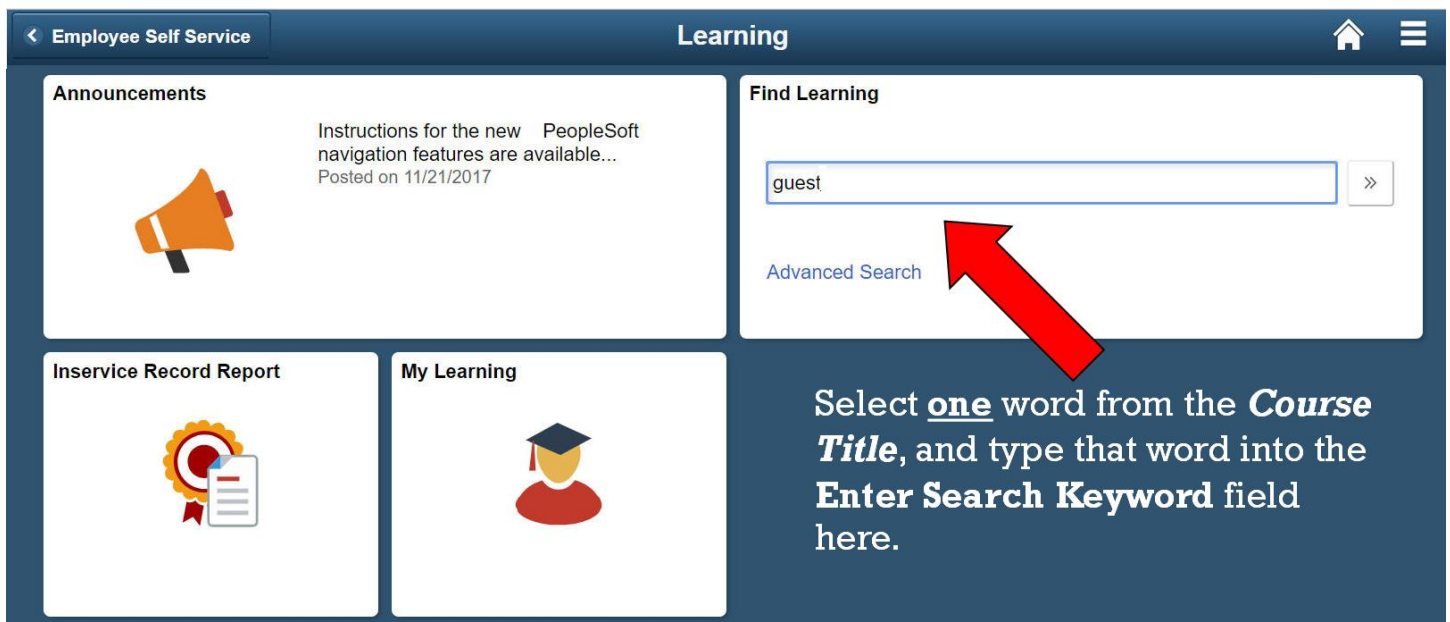 Employee Self Service
Learning
Announcements
Instructions for the new PeopleSoft
navigation features are available...
Posted on 11/21/2017
Find Learning
guest
»
Advanced Search
Inservice Record Report
My Learning
Select one word from the Course
Title, and type that word into the
Enter Search Keyword field
here.